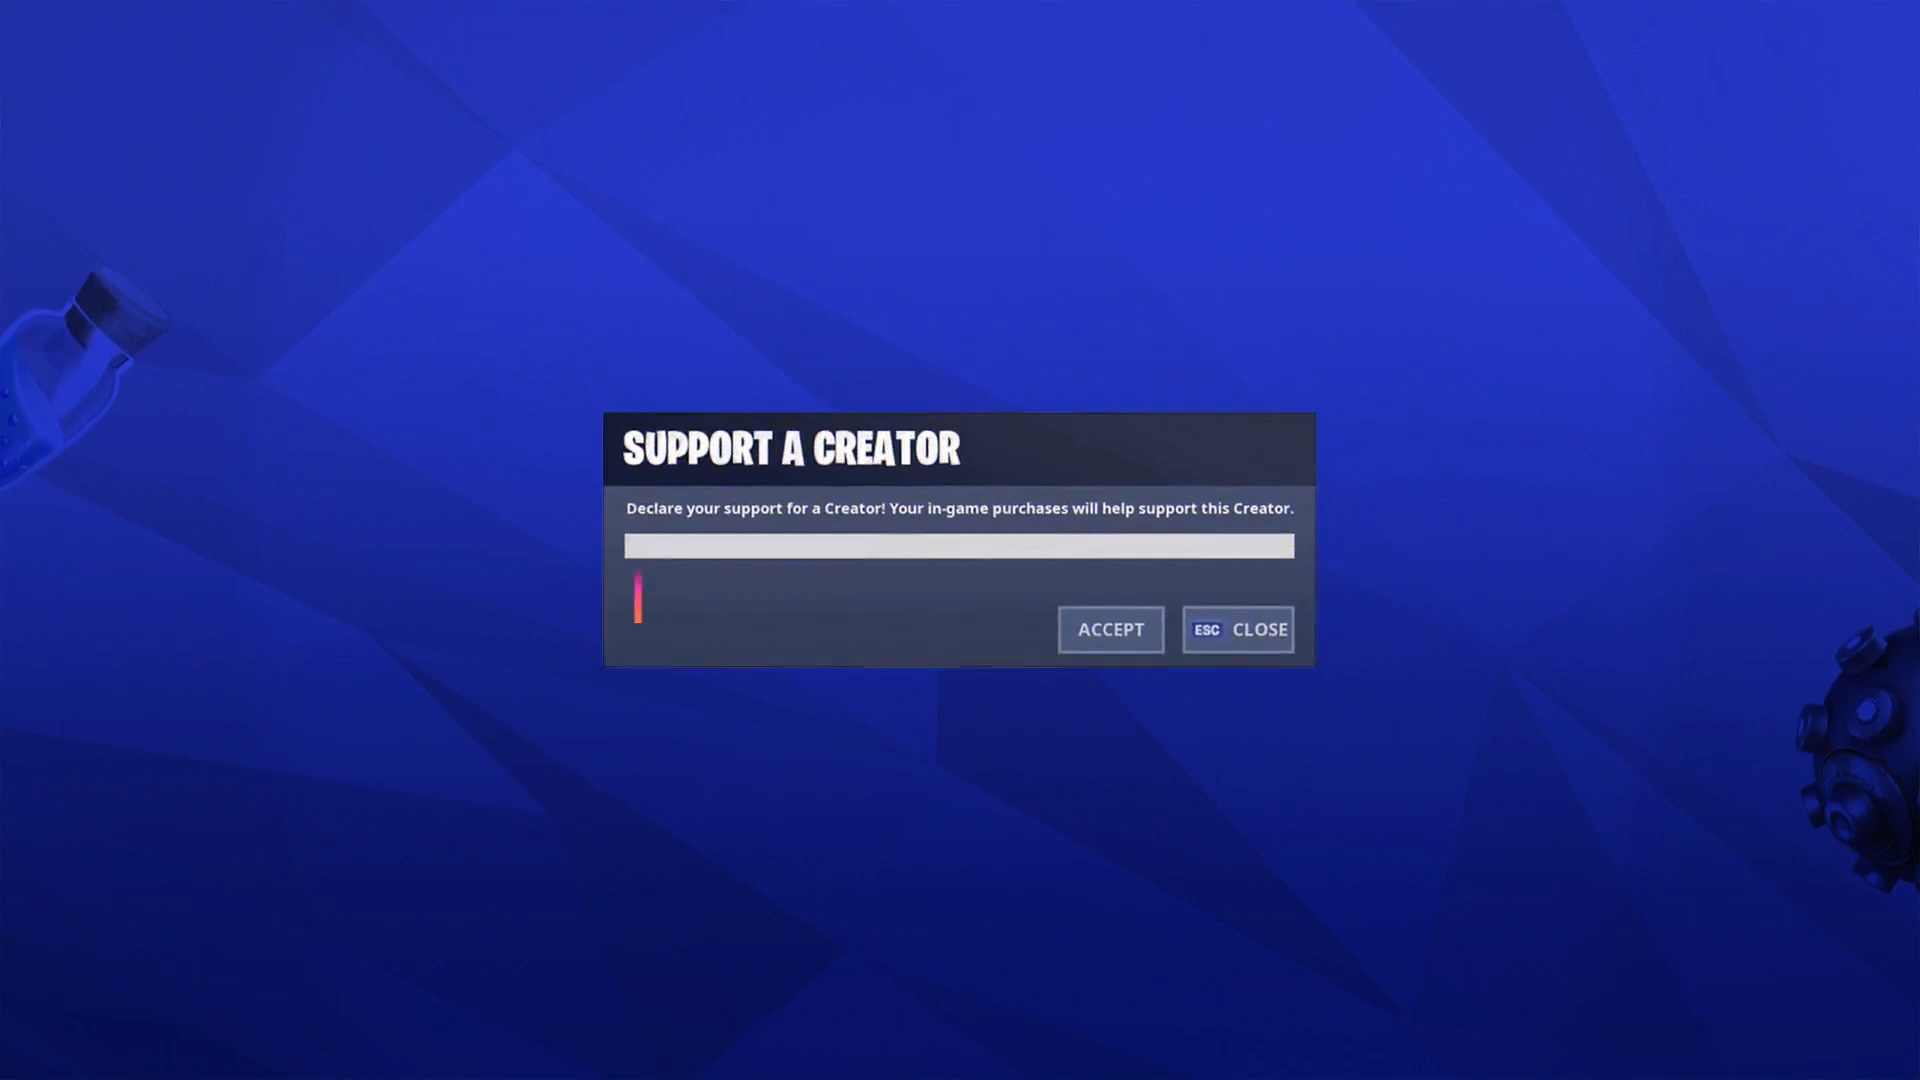 SUPPORT A CREATOR
Declare your support for a Creator! Your in-game purchases will help support this Creator.
ACCEPT
ESC CLOSE